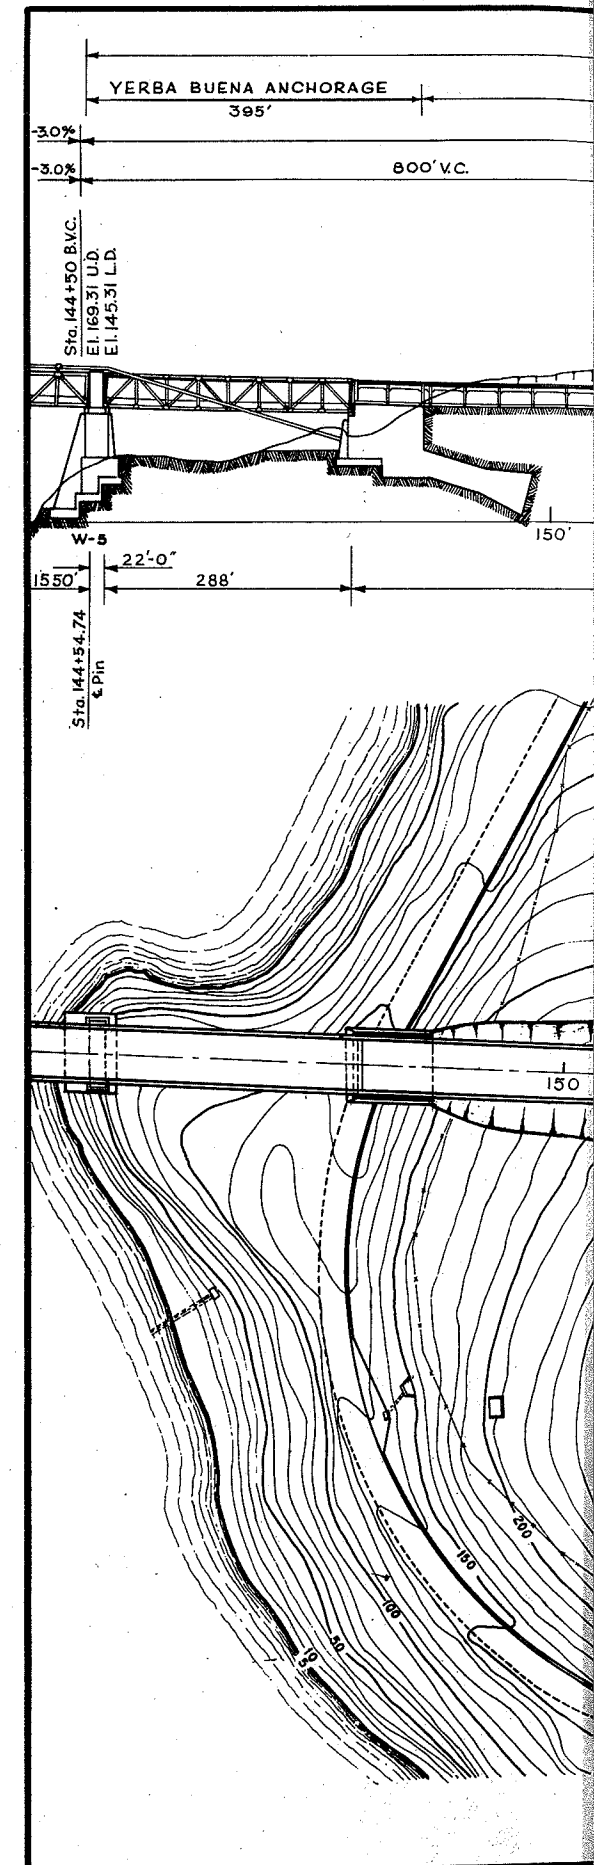 YERBA BUENA ANCHORAGE
395'
-3.0%
-3.0%
800' V.C.
Sta. 144+50 B.V.C.
El. 169.31 U.D.
El. 145.31 L.D.
150'
W-5
22'-0"
1550'
288'
Sta. 144+54.74
℄ Pin
150
200
150
100
50
10
5